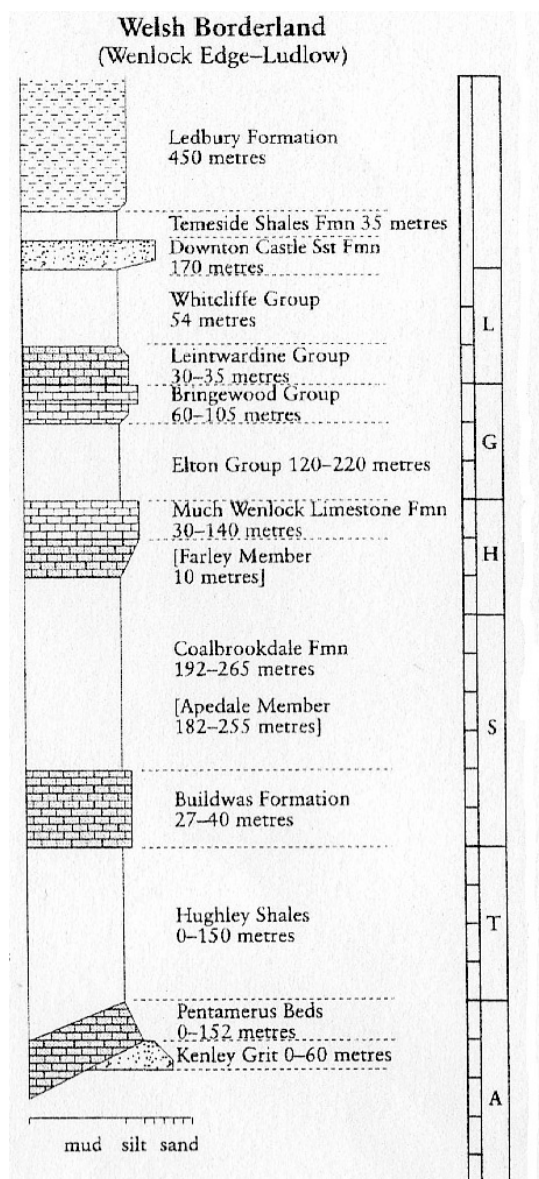 Welsh Borderland
(Wenlock Edge–Ludlow)
Ledbury Formation
450 metres
Temeside Shales Fmn 35 metres
Downton Castle Sst Fmn
170 metres
Whitcliffe Group
54 metres
L
Leintwardine Group
30–35 metres
Bringewood Group
60–105 metres
G
Elton Group 120–220 metres
Much Wenlock Limestone Fmn
30–140 metres
H
[Farley Member
10 metres]
Coalbrookdale Fmn
192–265 metres
[Apedale Member
182–255 metres]
S
Buildwas Formation
27–40 metres
Hughley Shales
0–150 metres
T
Pentamerus Beds
0–152 metres
Kenley Grit 0–60 metres
A
mud silt sand